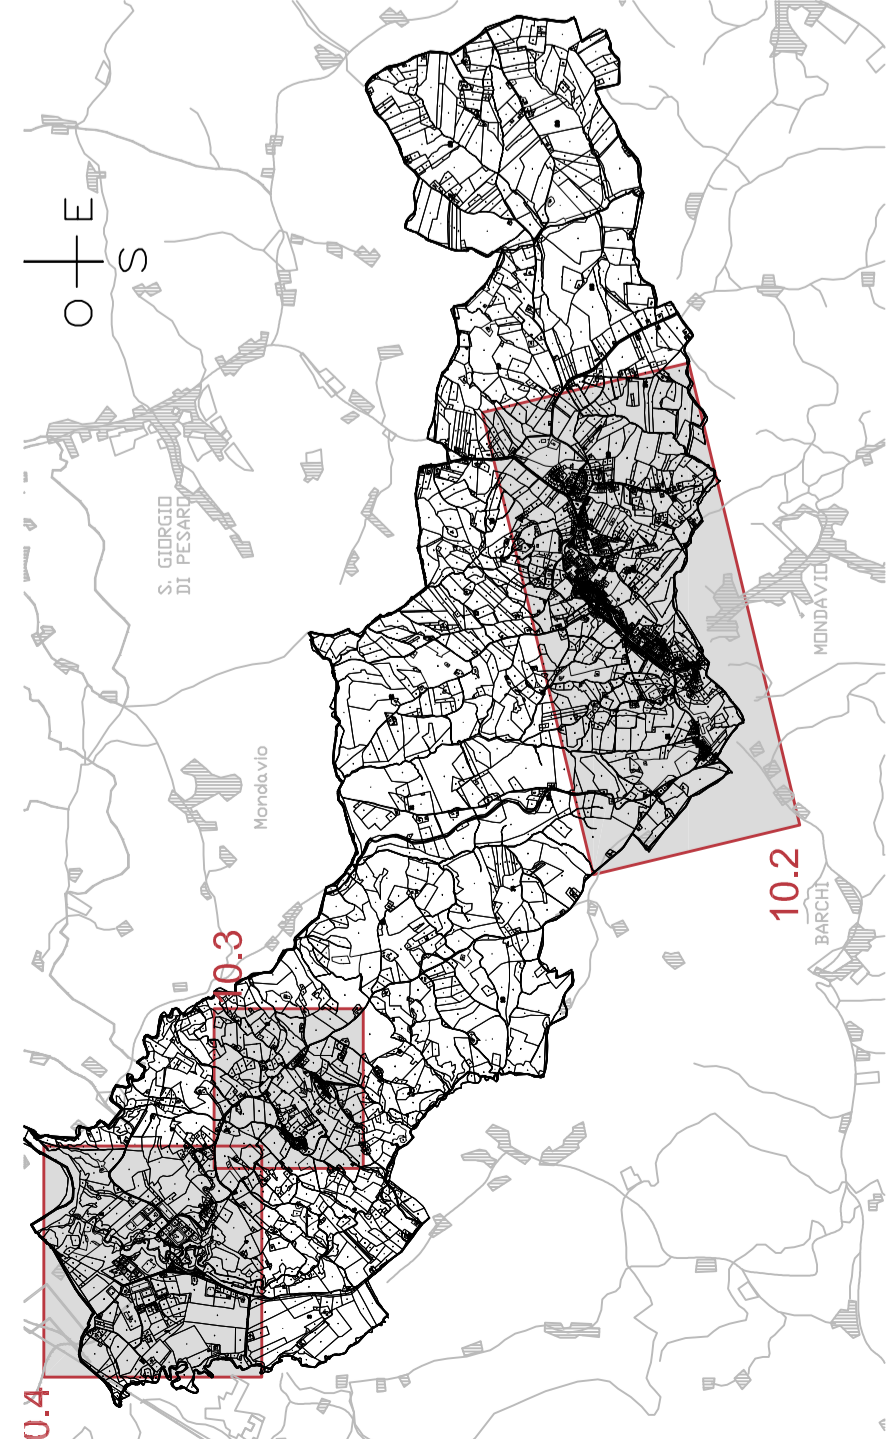 E
S
O
S. GIORGIO
DI PESARO
Mondavio
MONDAVIO
10.3
10.2
BARCHI
0.4